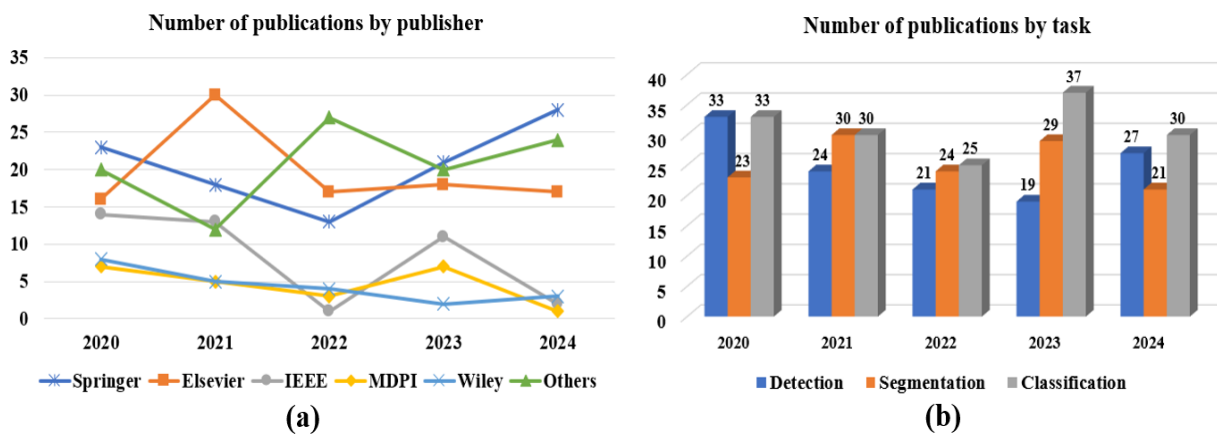 Number of publications by publisher
35
30
25
20
15
10
5
0
2020 2021 2022 2023 2024
Springer Elsevier IEEE MDPI Wiley Others
(a)
Number of publications by task
40
35
30
25
20
15
10
5
0
33 23 33
24 30 30
21 24 25
19 29 37
27 21 30
2020 2021 2022 2023 2024
Detection Segmentation Classification
(b)